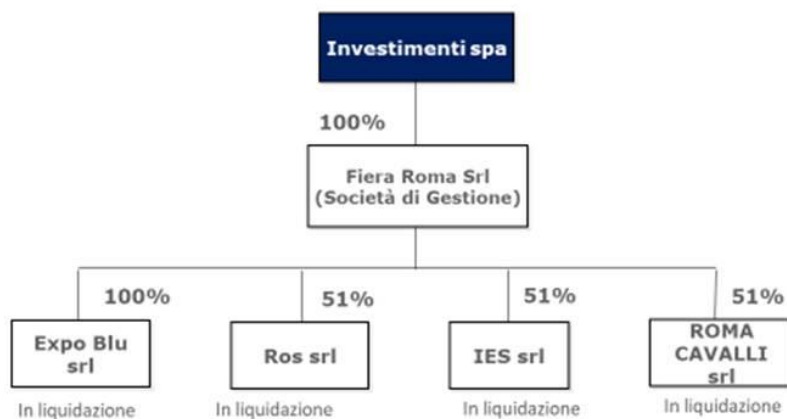 Investimenti spa
100%
Fiera Roma Srl
(Società di Gestione)
100%
51%
51%
51%
Expo Blu
srl
Ros srl
IES srl
ROMA
CAVALLI
srl
In liquidazione
In liquidazione
In liquidazione
In liquidazione